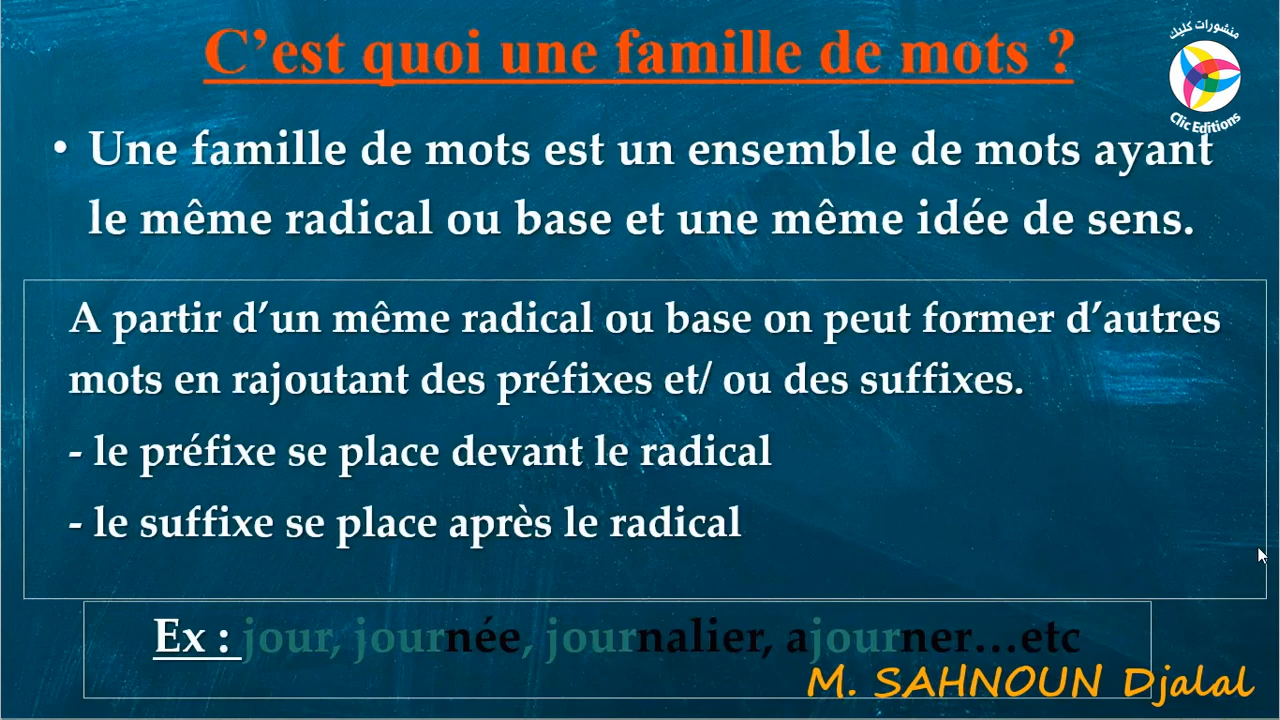 C’est quoi une famille de mots ?
منشورات كليك
Clic Editions
• Une famille de mots est un ensemble de mots ayant
le même radical ou base et une même idée de sens.
A partir d’un même radical ou base on peut former d’autres
mots en rajoutant des préfixes et/ ou des suffixes.
- le préfixe se place devant le radical
- le suffixe se place après le radical
Ex : jour, journée, journalier, ajourner…etc
M. SAHNOUN Djalal